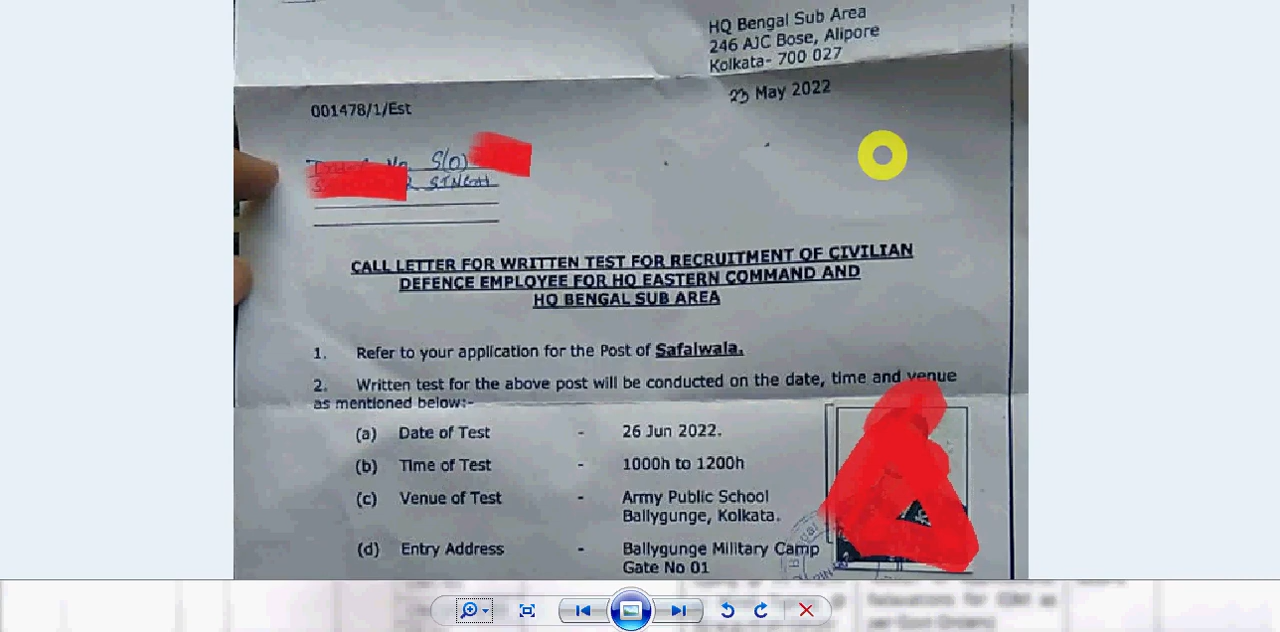 HQ Bengal Sub Area
246 AJC Bose, Alipore
Kolkata- 700 027
23 May 2022
001478/1/Est
S/O
CALL LETTER FOR WRITTEN TEST FOR RECRUITMENT OF CIVILIAN
DEFENCE EMPLOYEE FOR HQ EASTERN COMMAND AND
HQ BENGAL SUB AREA
1. Refer to your application for the Post of Safaiwala.
2. Written test for the above post will be conducted on the date, time and venue
as mentioned below:-
(a) Date of Test - 26 Jun 2022.
(b) Time of Test - 1000h to 1200h
(c) Venue of Test - Army Public School
Ballygunge, Kolkata.
(d) Entry Address - Ballygunge Military Camp
Gate No 01